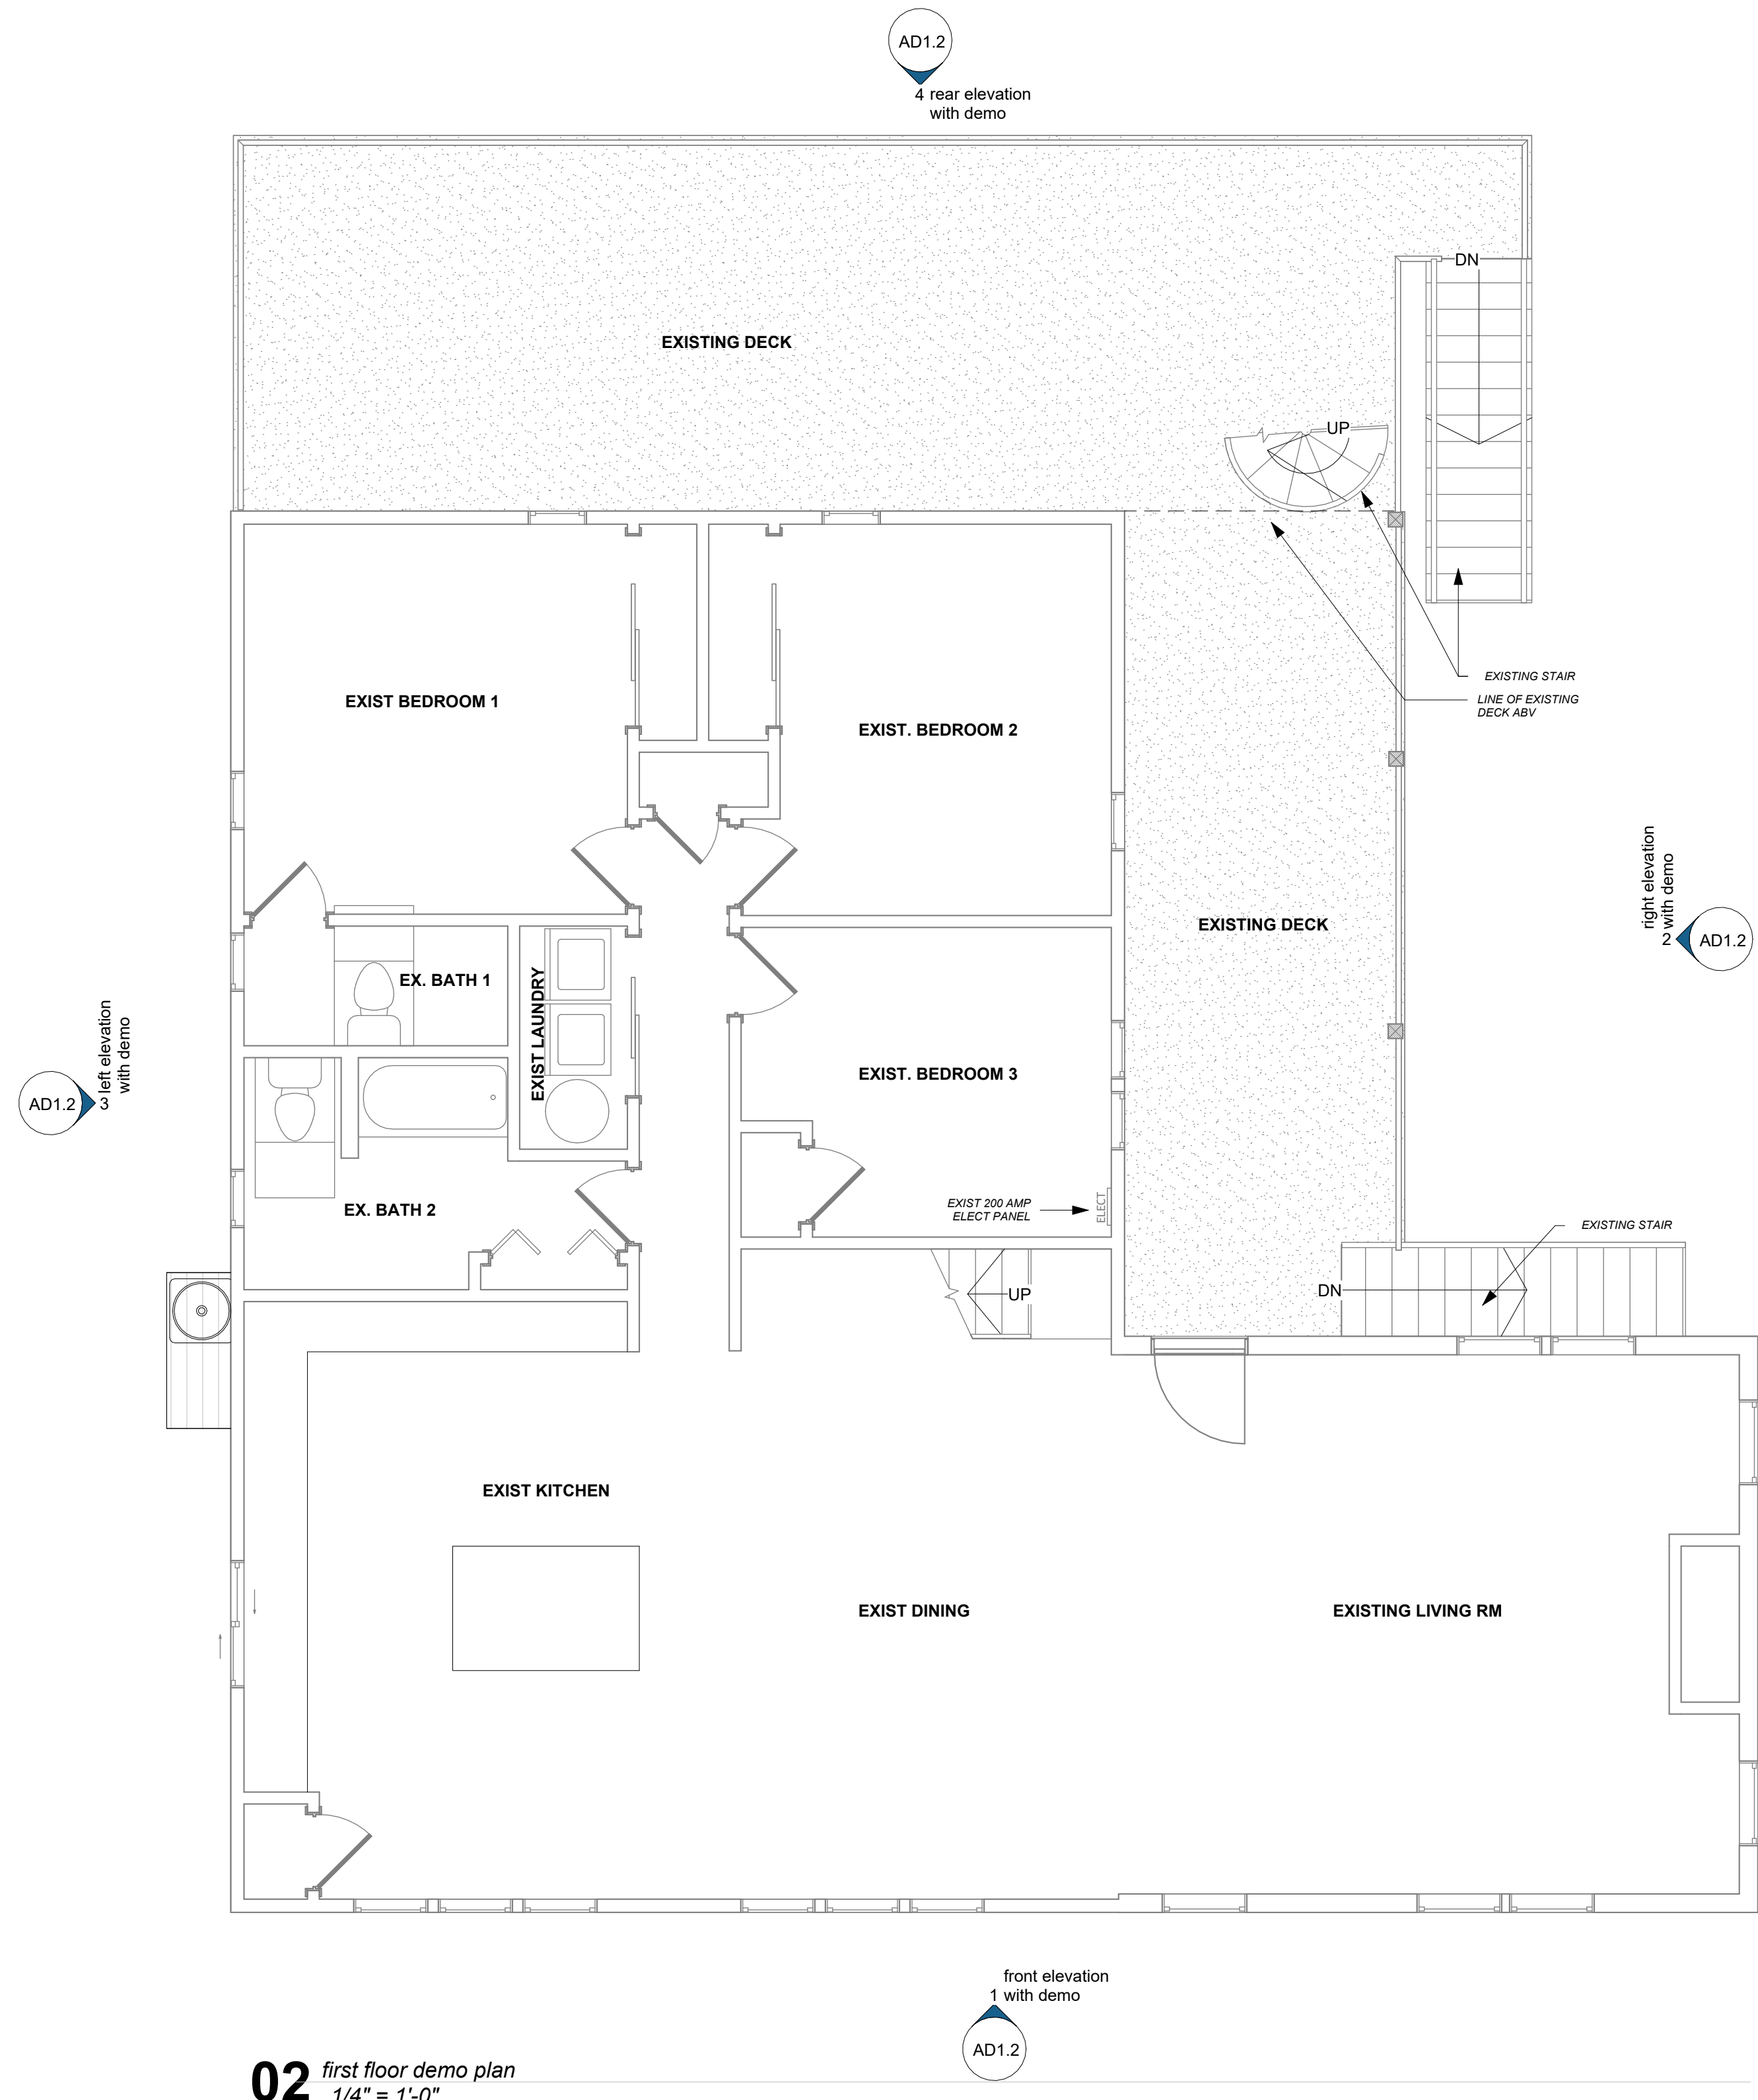 AD1.2
4 rear elevation
with demo
DN
EXISTING DECK
UP
EXISTING STAIR
LINE OF EXISTING
DECK ABV
EXIST BEDROOM 1
EXIST. BEDROOM 2
right elevation
2 with demo
AD1.2
EXISTING DECK
EX. BATH 1
EXIST LAUNDRY
left elevation
3 with demo
AD1.2
EXIST. BEDROOM 3
EX. BATH 2
EXIST 200 AMP
ELECT PANEL
ELECT
EXISTING STAIR
UP
DN
EXIST KITCHEN
EXIST DINING
EXISTING LIVING RM
front elevation
1 with demo
AD1.2
02 first floor demo plan
1/4" = 1'-0"